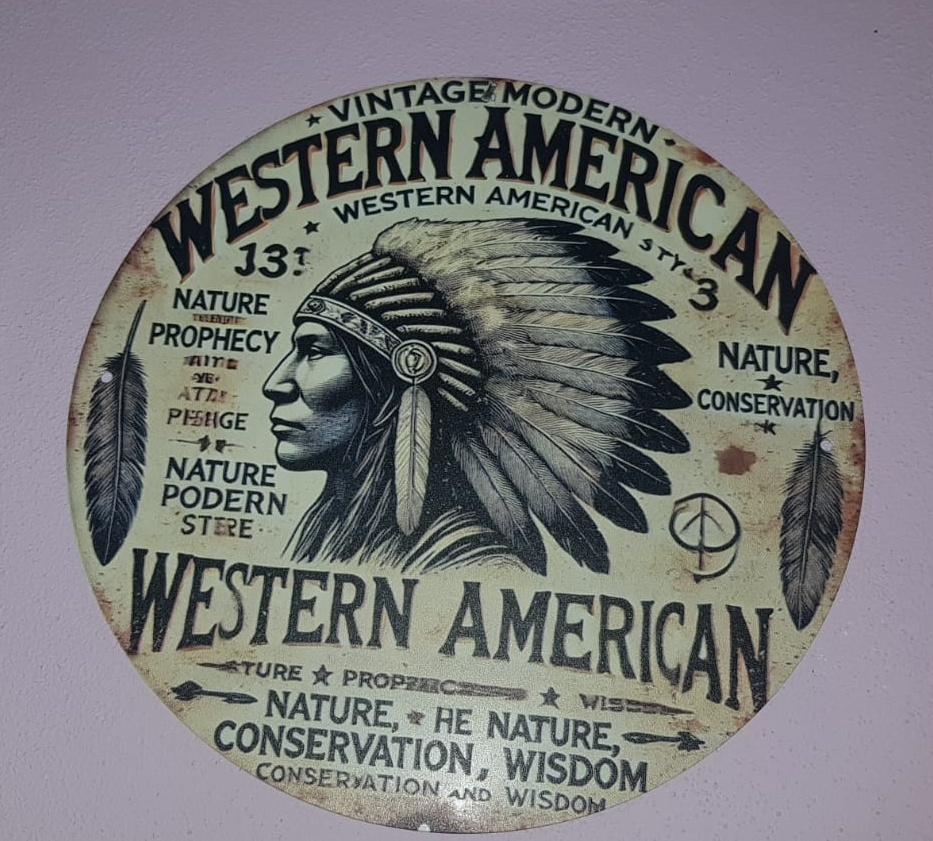 VINTAGE MODERN
WESTERN AMERICAN
WESTERN AMERICAN
3
NATURE
PROPHECY
NATURE
PODERN
NATURE,
CONSERVATION
WESTERN AMERICAN
NATURE, HE NATURE,
CONSERVATION, WISDOM
CONSERVATION AND WISDOM